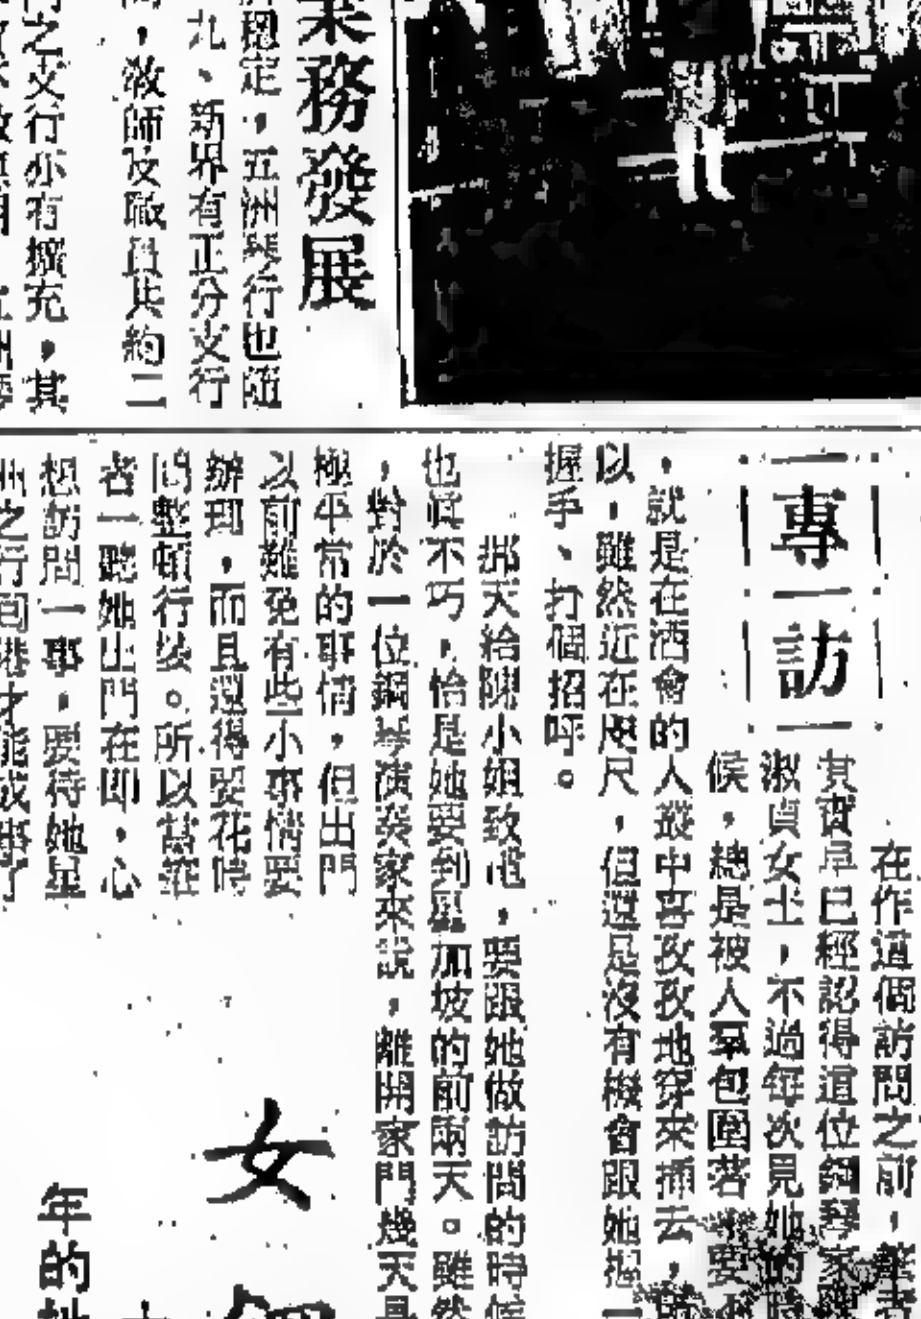 業務發展
穩定，五洲琴行也隨
九、新界有正分支行
，教師及職員共約二
之支行亦有擴充，其
專訪
在作這個訪問之前，筆者
其實早已經認得這位鋼琴家陳
淑貞女士，不過每次見她的時
候，總是被人羣包圍著，要
，就是在酒會的人叢中喜孜孜地穿來插去，
以，雖然近在咫尺，但還是沒有機會跟她握一
握手、打個招呼。
那天給陳小姐致電，要跟她做訪問的時候
也真不巧，恰是她要到星加坡的前兩天。雖然
，對於一位鋼琴演奏家來說，離開家門幾天是
極平常的事情，但出門
以前難免有些小事情要
辦理，而且還得要花時
間整頓行裝。所以當筆
者一聽她出門在即，心
想訪問一事，要待她星
洲之行回港才能成事了
女
年的